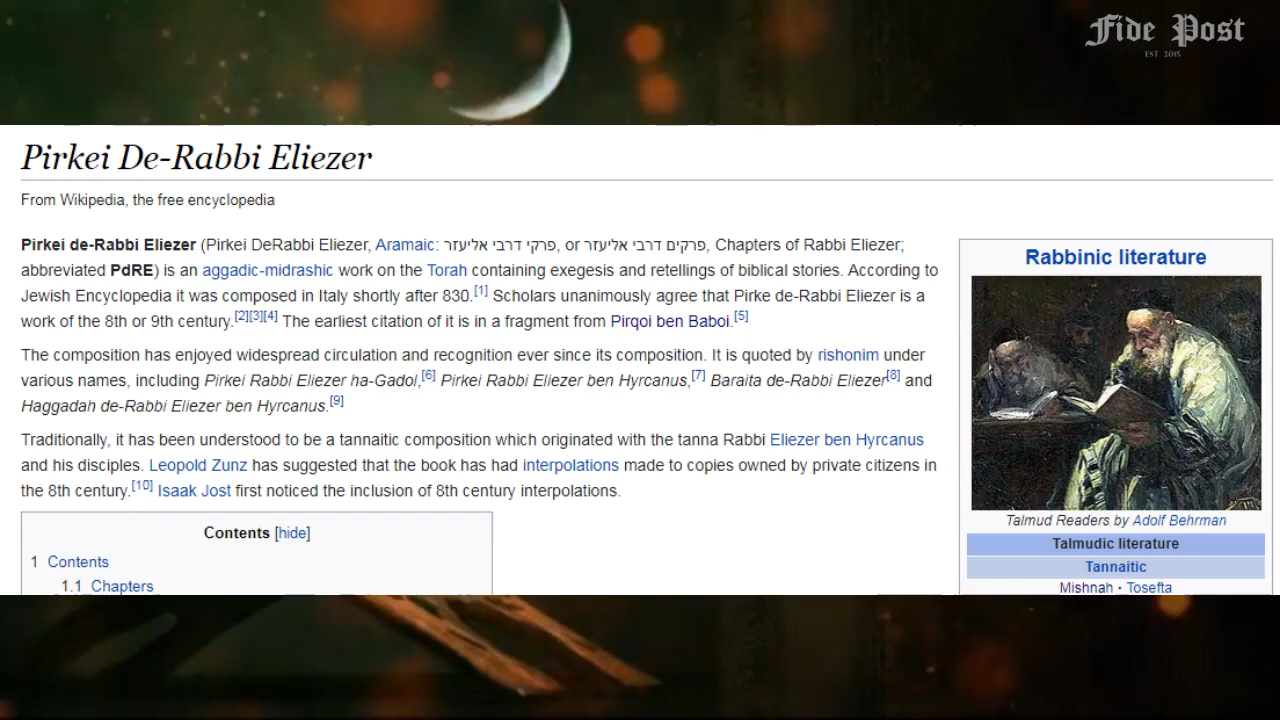 Fide Post
EST. 2015
Pirkei De-Rabbi Eliezer
From Wikipedia, the free encyclopedia
Pirkei de-Rabbi Eliezer (Pirkei DeRabbi Eliezer, Aramaic: פרקי דרבי אליעזר, or פרקים דרבי אליעזר, Chapters of Rabbi Eliezer;
abbreviated PdRE) is an aggadic-midrashic work on the Torah containing exegesis and retellings of biblical stories. According to
Jewish Encyclopedia it was composed in Italy shortly after 830.[1] Scholars unanimously agree that Pirke de-Rabbi Eliezer is a
work of the 8th or 9th century.[2][3][4] The earliest citation of it is in a fragment from Pirqoi ben Baboi.[5]
The composition has enjoyed widespread circulation and recognition ever since its composition. It is quoted by rishonim under
various names, including Pirkei Rabbi Eliezer ha-Gadol,[6] Pirkei Rabbi Eliezer ben Hyrcanus,[7] Baraita de-Rabbi Eliezer[8] and
Haggadah de-Rabbi Eliezer ben Hyrcanus.[9]
Traditionally, it has been understood to be a tannaitic composition which originated with the tanna Rabbi Eliezer ben Hyrcanus
and his disciples. Leopold Zunz has suggested that the book has had interpolations made to copies owned by private citizens in
the 8th century.[10] Isaak Jost first noticed the inclusion of 8th century interpolations.
Contents [hide]
1 Contents
1.1 Chapters
Rabbinic literature
Talmud Readers by Adolf Behrman
Talmudic literature
Tannaitic
Mishnah · Tosefta